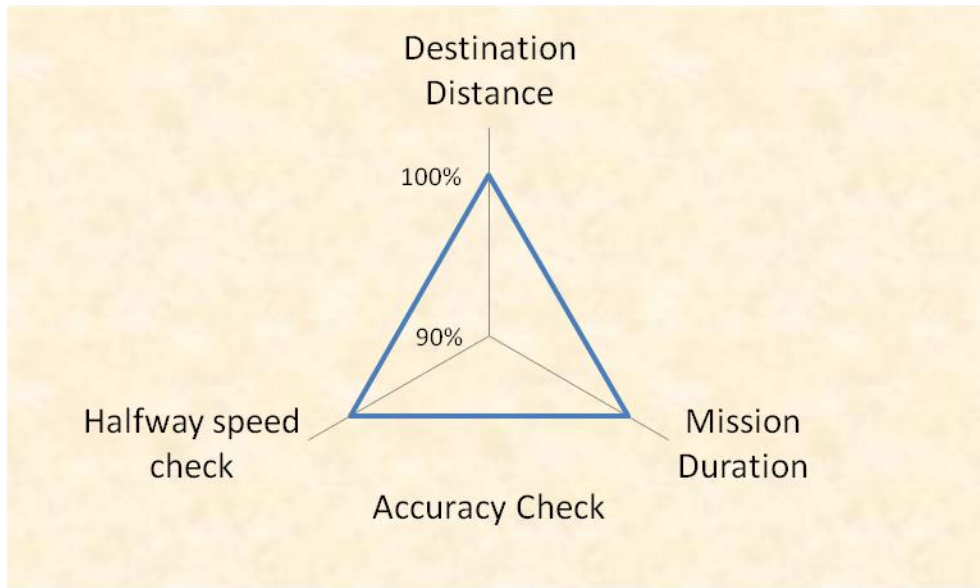 Destination
Distance
100%
90%
Halfway speed
check
Mission
Duration
Accuracy Check